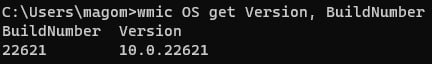 C:\Users\magom>wmic OS get Version, BuildNumber
BuildNumber  Version
22621        10.0.22621